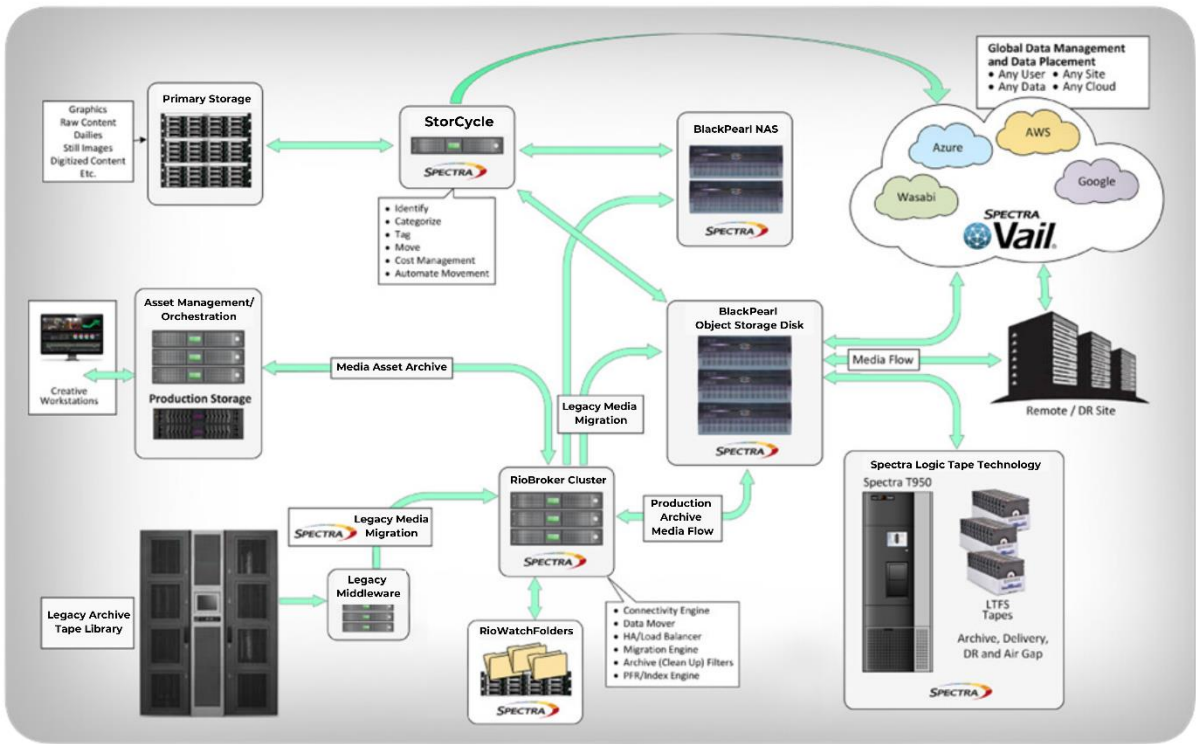 Global Data Management
and Data Placement
• Any User • Any Site
• Any Data • Any Cloud
Graphics
Raw Content
Dailies
Still Images
Digitized Content
Etc.
Primary Storage
StorCycle
SPECTRA
• Identify
• Categorize
• Tag
• Move
• Cost Management
• Automate Movement
BlackPearl NAS
SPECTRA
Azure
AWS
Wasabi
Google
SPECTRA
Vail
Creative
Workstations
Asset Management/
Orchestration
Production Storage
Media Asset Archive
Legacy Media
Migration
BlackPearl
Object Storage Disk
SPECTRA
Media Flow
Remote / DR Site
RioBroker Cluster
SPECTRA
Production
Archive
Media Flow
SPECTRA
Legacy Media
Migration
Legacy
Middleware
Legacy Archive
Tape Library
RioWatchFolders
SPECTRA
• Connectivity Engine
• Data Mover
• HA/Load Balancer
• Migration Engine
• Archive (Clean Up) Filters
• PFR/Index Engine
Spectra Logic Tape Technology
Spectra T950
LTFS
Tapes
Archive, Delivery,
DR and Air Gap
SPECTRA